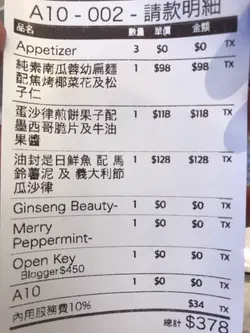 A10 - 002 - 請款明細
品名 數量 單價 金額 TX
Appetizer 3 $0 $0 TX
純素南瓜蓉幼扁麵 1 $98 $98 TX
配焦烤椰菜花及松
子仁
蛋沙律煎餅果子配 1 $118 $118 TX
墨西哥脆片及牛油
果醬
油封是日鮮魚 配 馬 1 $128 $128 TX
鈴薯泥 及 義大利節
瓜沙律
Ginseng Beauty- 1 $0 $0 TX
Merry 1 $0 $0 TX
Peppermint-
Open Key 1 $0 $0 TX
Blogger$450
A10 1 $0 $0 TX
內用服務費10% $34 TX
總計 $378